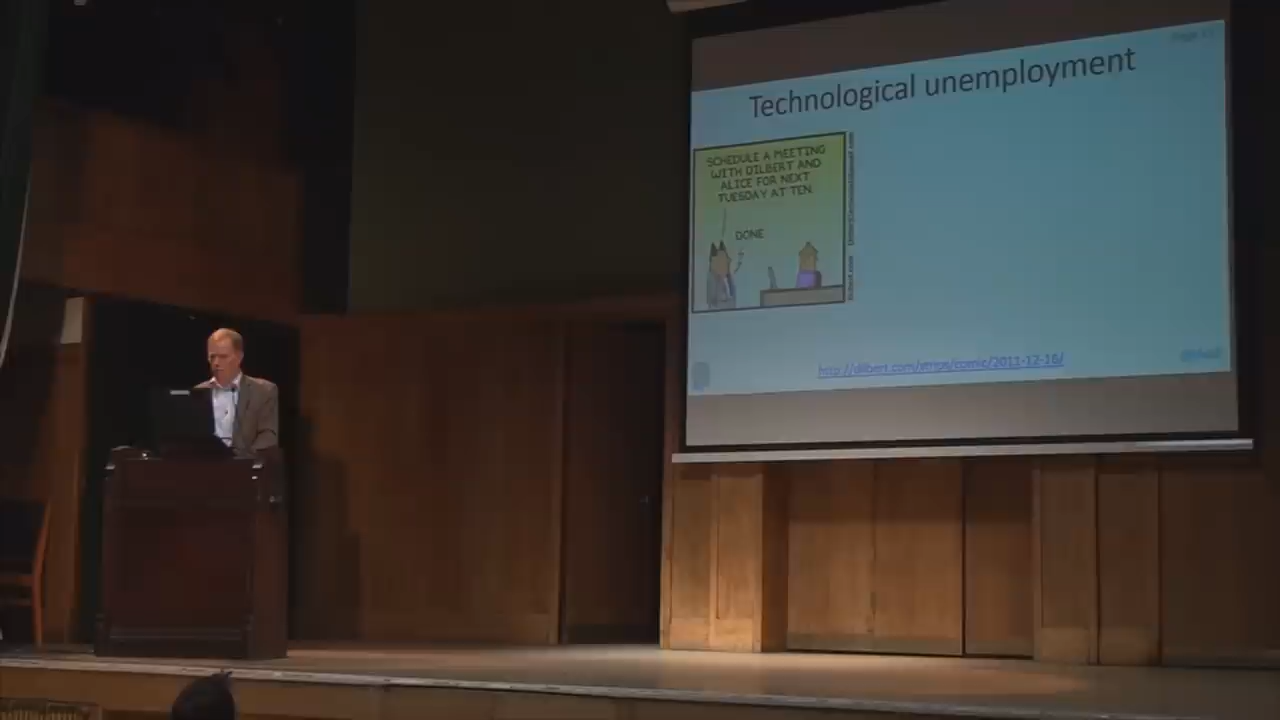 Technological unemployment
SCHEDULE A MEETING
WITH DILBERT AND
ALICE FOR NEXT
TUESDAY AT TEN.
DONE
http://dilbert.com/strips/comic/2011-12-16/